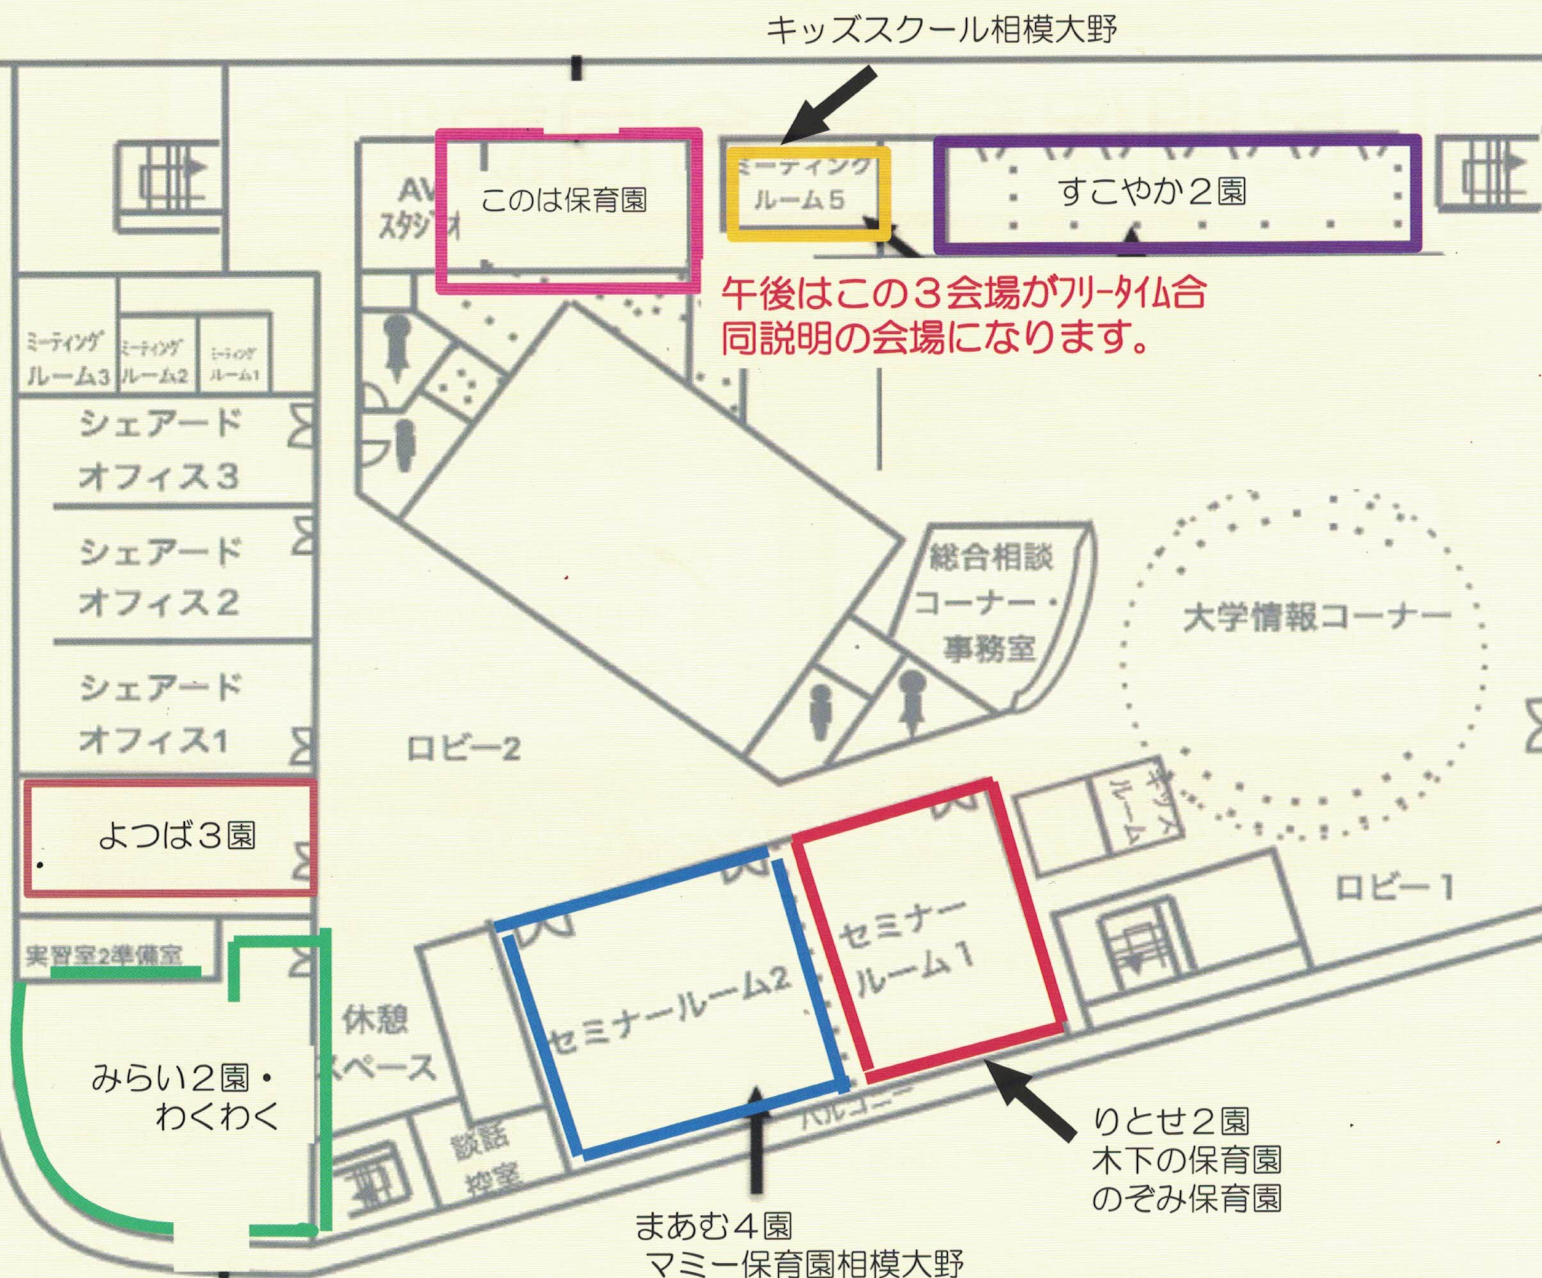 キッズスクール相模大野
AV
スタジオ
このは保育園
ミーティング
ルーム5
すこやか２園
午後はこの３会場がフリータイム合
同説明の会場になります。
ミーティング
ルーム3
ミーティング
ルーム2
ミーティング
ルーム1
シェアード
オフィス3
シェアード
オフィス2
シェアード
オフィス1
総合相談
コーナー・
事務室
大学情報コーナー
ロビー2
キッズ
ルーム
ロビー1
よつば３園
実習室2準備室
みらい２園・
わくわく
休憩
スペース
談話
控室
セミナールーム2
セミナー
ルーム1
バルコニー
りとせ２園
木下の保育園
のぞみ保育園
まあむ４園
マミー保育園相模大野